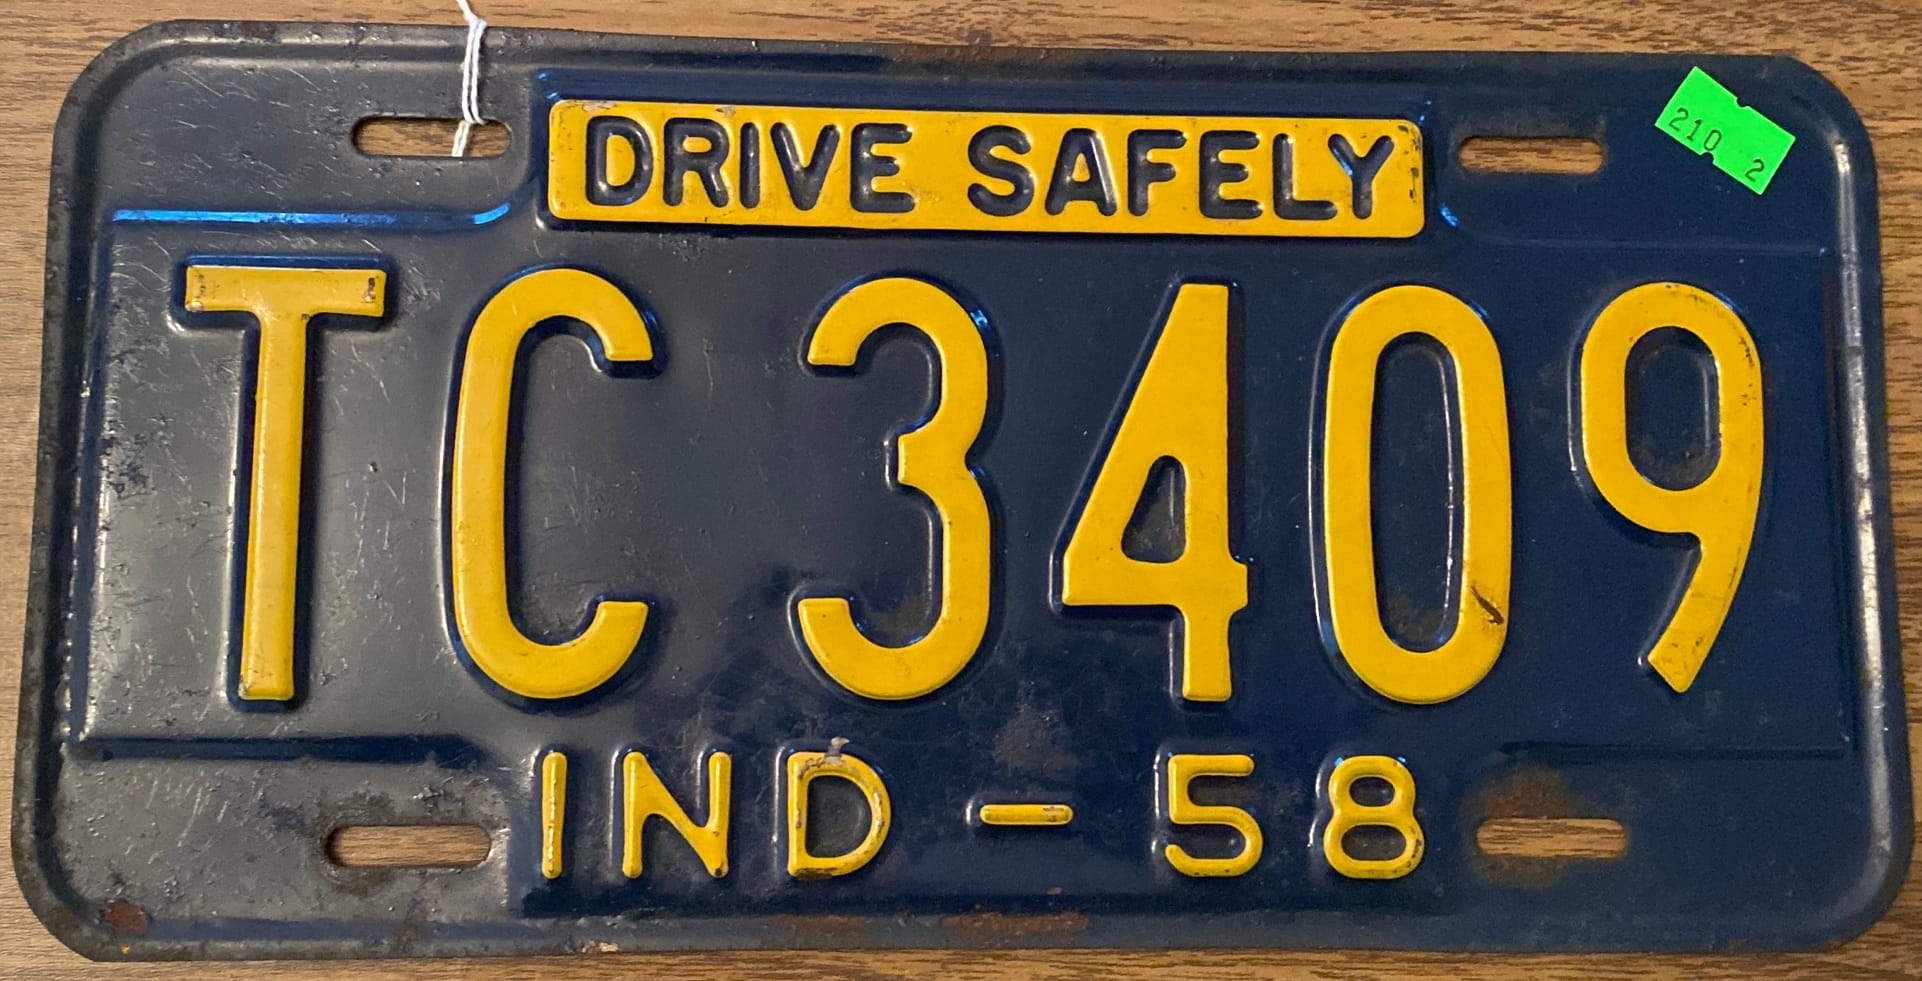 DRIVE SAFELY
210 2
TC 3409
IND - 58